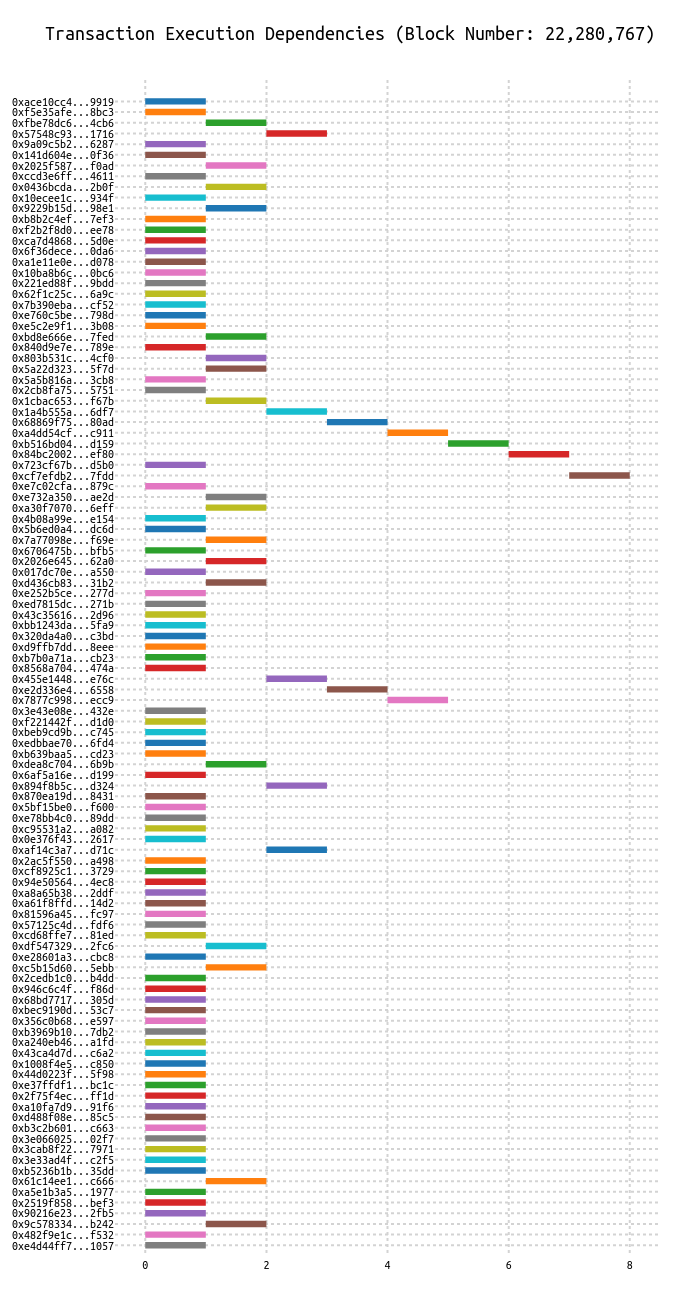 Transaction Execution Dependencies (Block Number: 22,280,767)
0xace10cc4...9919
0xf5e35afe...8bc3
0xfbe78dc6...4cb6
0x57548c93...1716
0x9a09c5b2...6287
0x141d604e...0f36
0x2025f587...f0ad
0xccd3e6ff...4611
0x0436bcda...2b0f
0x10ecee1c...934f
0x9229b15d...98e1
0xb8b2c4ef...7ef3
0xf2b2f8d0...ee78
0xca7d4868...5d0e
0x6f36dece...0da6
0xa1e11e0e...d078
0x10ba8b6c...0bc6
0x221ed88f...9bdd
0x62f1c25c...6a9c
0x7b390eba...cf52
0xe760c5be...798d
0xe5c2e9f1...3b08
0xbd8e666e...7fed
0x840d9e7e...789e
0x803b531c...4cf0
0x5a22d323...5f7d
0x5a5b816a...3cb8
0x2cb8fa75...5751
0x1cbac653...f67b
0x1a4b555a...6df7
0x68869f75...80ad
0xa4dd54cf...c911
0xb516bd04...d159
0x84bc2002...ef80
0x723cf67b...d5b0
0xcf7efdb2...7fdd
0xe7c02cfa...879c
0xe732a350...ae2d
0xa30f7070...6eff
0x4b08a99e...e154
0x5b6ed0a4...dc6d
0x7a77098e...f69e
0x6706475b...bfb5
0x2026e645...62a0
0x017dc70e...a550
0xd436cb83...31b2
0xe252b5ce...277d
0xed7815dc...271b
0x43c35616...2d96
0xbb1243da...5fa9
0x320da4a0...c3bd
0xd9ffb7dd...8eee
0xb7b0a71a...cb23
0x8568a704...474a
0x455e1448...e76c
0xe2d336e4...6558
0x7877c998...ecc9
0x3e43e08e...432e
0xf221442f...d1d0
0xbeb9cd9b...c745
0xedbbae70...6fd4
0xb639baa5...cd23
0xdea8c704...6b9b
0x6af5a16e...d199
0x894f8b5c...d324
0x870ea19d...8431
0x5bf15be0...f600
0xe78bb4c0...89dd
0xc95531a2...a082
0x0e376f43...2617
0xaf14c3a7...d71c
0x2ac5f550...a498
0xcf8925c1...3729
0x94e50564...4ec8
0xa8a65b38...2ddf
0xa61f8ffd...14d2
0x81596a45...fc97
0x57125c4d...fdf6
0xcd68ffe7...81ed
0xdf547329...2fc6
0xe28601a3...cbc8
0xc5b15d60...5ebb
0x2cedb1c0...b4dd
0x946c6c4f...f86d
0x68bd7717...305d
0xbec9190d...53c7
0x356c0b68...e597
0xb3969b10...7db2
0xa240eb46...a1fd
0x43ca4d7d...c6a2
0x1008f4e5...c850
0x44d0223f...5f98
0xe37ffdf1...bc1c
0x2f75f4ec...ff1d
0xa10fa7d9...91f6
0xd488f08e...85c5
0xb3c2b601...c663
0x3e066025...02f7
0x3cab8f22...7971
0x3e33ad4f...c2f5
0xb5236b1b...35dd
0x61c14ee1...c666
0xa5e1b3a5...1977
0x2519f858...bef3
0x90216e23...2fb5
0x9c578334...b242
0x482f9e1c...f532
0xe4d44ff7...1057
0 2 4 6 8